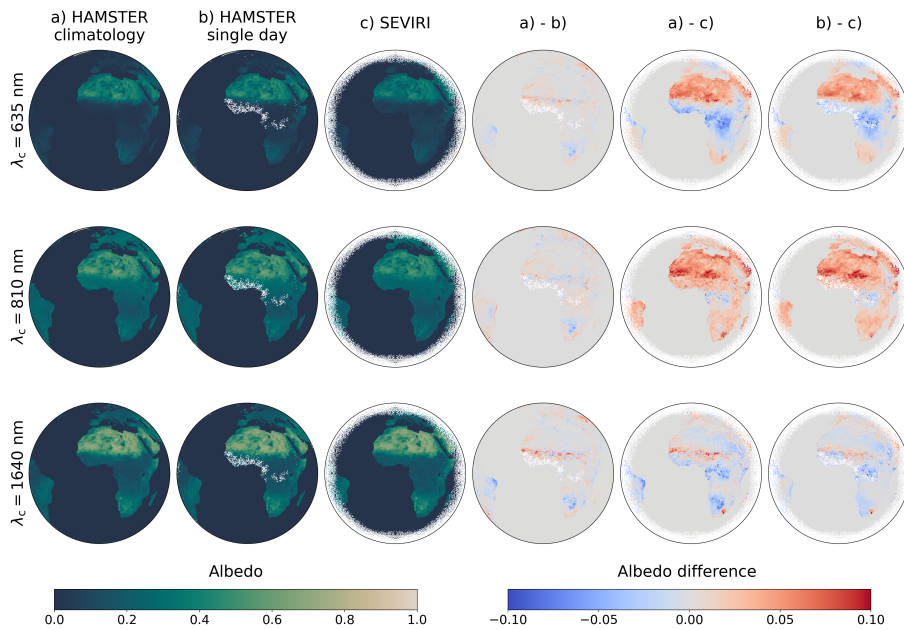 a) HAMSTER
climatology
b) HAMSTER
single day
c) SEVIRI
a) - b)
a) - c)
b) - c)
λc = 635 nm
λc = 810 nm
λc = 1640 nm
Albedo
0.0 0.2 0.4 0.6 0.8 1.0
Albedo difference
−0.10 −0.05 0.00 0.05 0.10